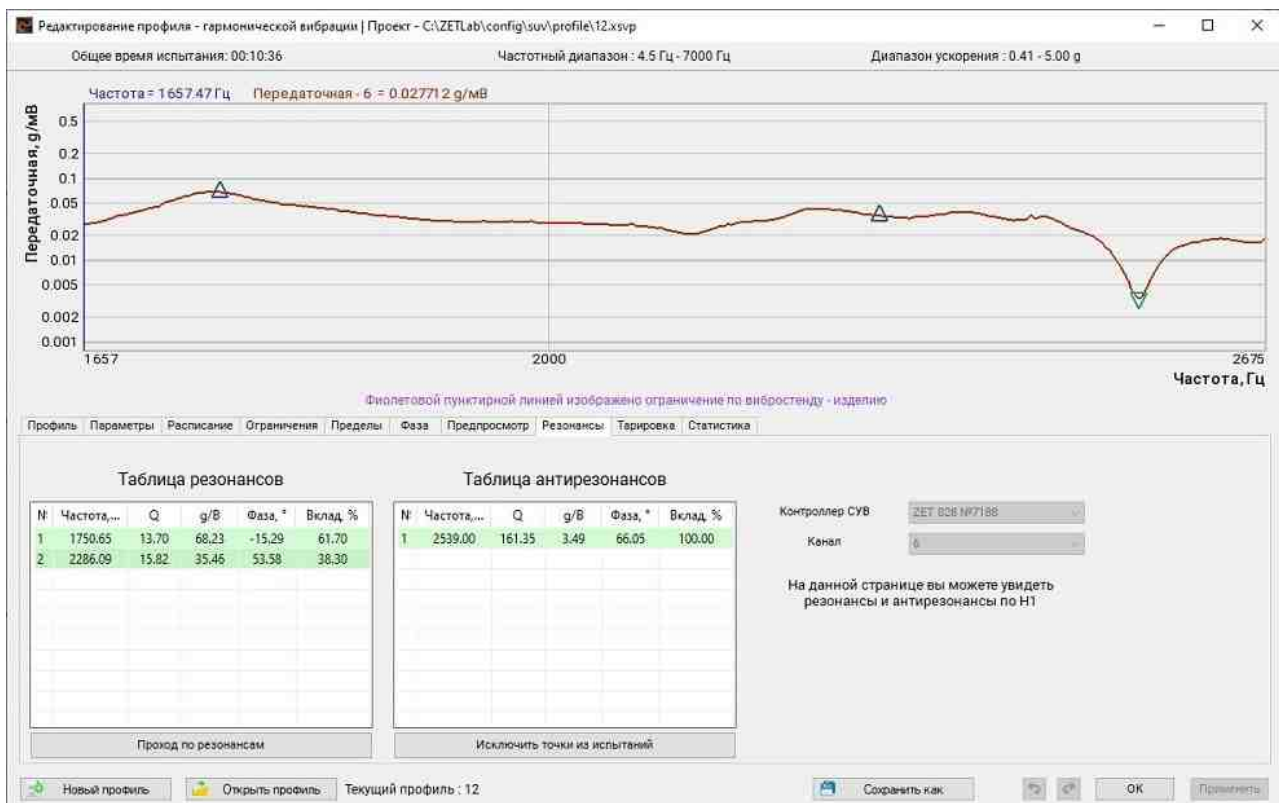 Редактирование профиля - гармонической вибрации | Проект - C:\ZETLab\config\suv\profile\12.xsvp
Общее время испытания: 00:10:36 Частотный диапазон : 4.5 Гц - 7000 Гц Диапазон ускорения : 0.41 - 5.00 g
Частота = 1657.47 Гц Передаточная - 6 = 0.027712 g/мВ
Передаточная, g/мВ
0.5
0.2
0.1
0.05
0.02
0.01
0.005
0.002
0.001
1657 2000 2675
Частота, Гц
Фиолетовой пунктирной линией изображено ограничение по вибростенду - изделию
Профиль Параметры Расписание Ограничения Пределы Фаза Предпросмотр Резонансы Тарировка Статистика
Таблица резонансов Таблица антирезонансов
№ Частота,... Q g/В Фаза, ° Вклад, % № Частота,... Q g/В Фаза, ° Вклад, %
1 1750.65 13.70 68.23 -15.29 61.70 1 2539.00 161.35 3.49 66.05 100.00
2 2286.09 15.82 35.46 53.58 38.30
Контроллер СУВ ZET 028 №7188
Канал 6
На данной странице вы можете увидеть
резонансы и антирезонансы по H1
Проход по резонансам Исключить точки из испытаний
Новый профиль Открыть профиль Текущий профиль : 12 Сохранить как OK Применить